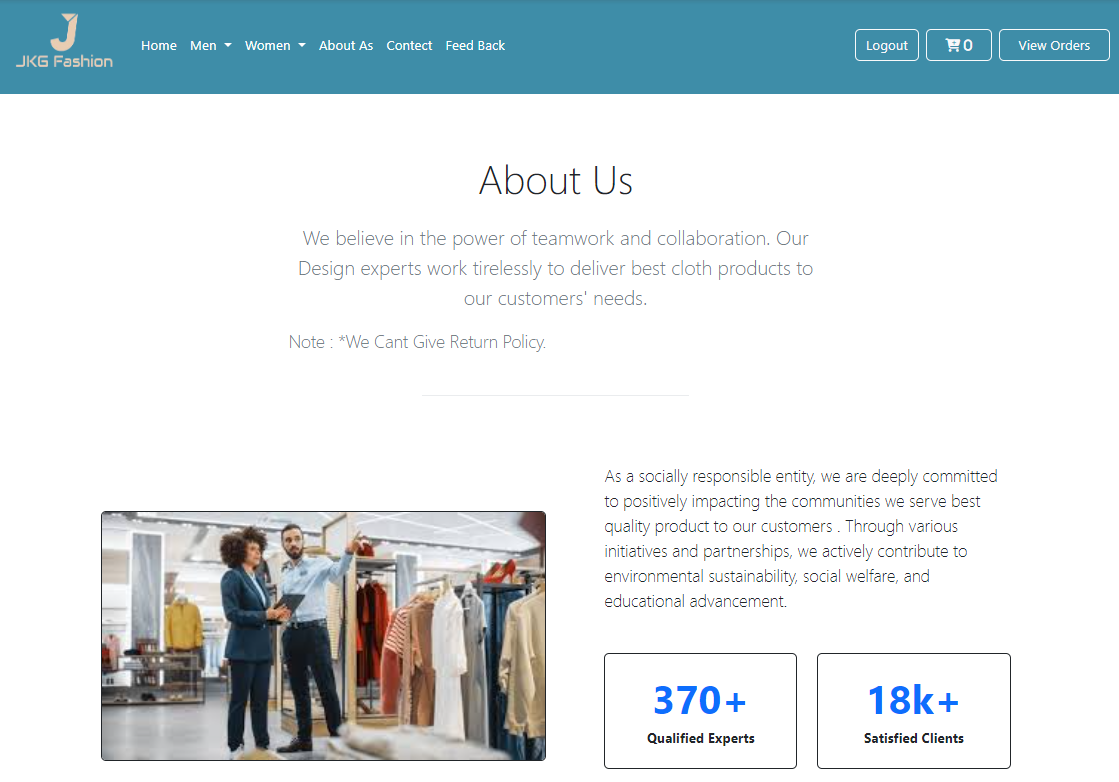 JKG Fashion
Home Men Women About As Contect Feed Back
Logout 0 View Orders
About Us
We believe in the power of teamwork and collaboration. Our
Design experts work tirelessly to deliver best cloth products to
our customers' needs.
Note : *We Cant Give Return Policy.
As a socially responsible entity, we are deeply committed
to positively impacting the communities we serve best
quality product to our customers . Through various
initiatives and partnerships, we actively contribute to
environmental sustainability, social welfare, and
educational advancement.
370+ 18k+
Qualified Experts Satisfied Clients